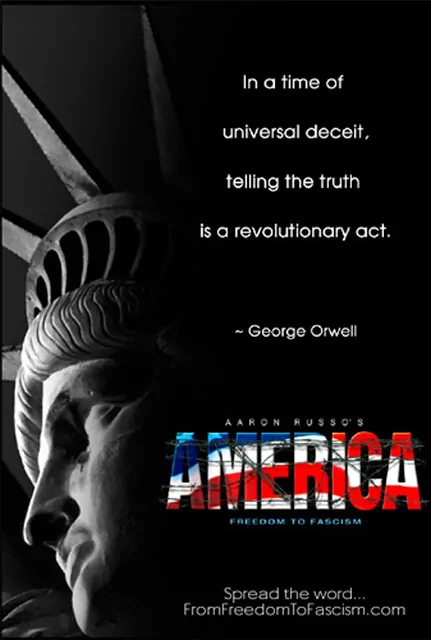 In a time of
universal deceit,
telling the truth
is a revolutionary act.
~ George Orwell
AARON RUSSO'S
AMERICA
FREEDOM TO FASCISM
Spread the word...
FromFreedomToFascism.com